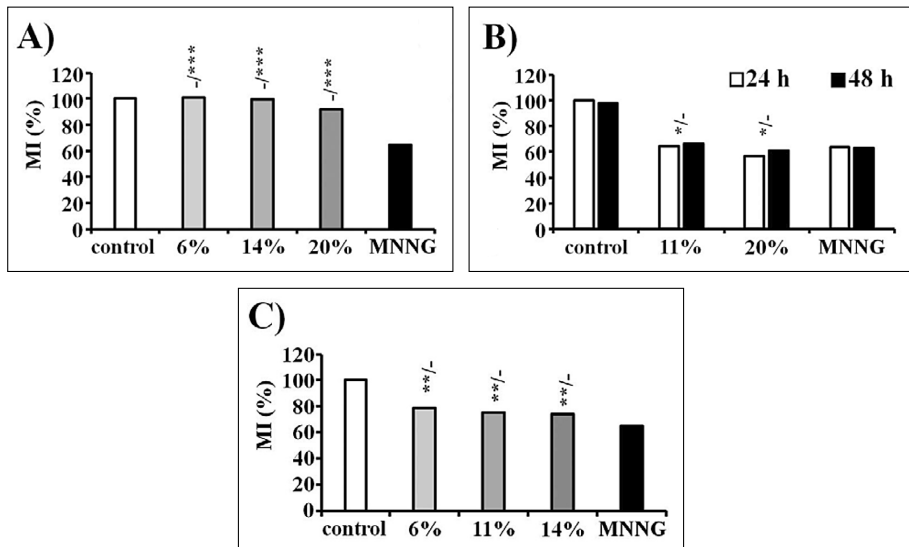 A)
MI (%)
120
100
80
60
40
20
0
-/***
-/***
-/***
control 6% 14% 20% MNNG
B)
MI (%)
120
100
80
60
40
20
0
24 h 48 h
*/-
*/-
control 11% 20% MNNG
C)
MI (%)
120
100
80
60
40
20
0
**/-
**/-
**/-
control 6% 11% 14% MNNG